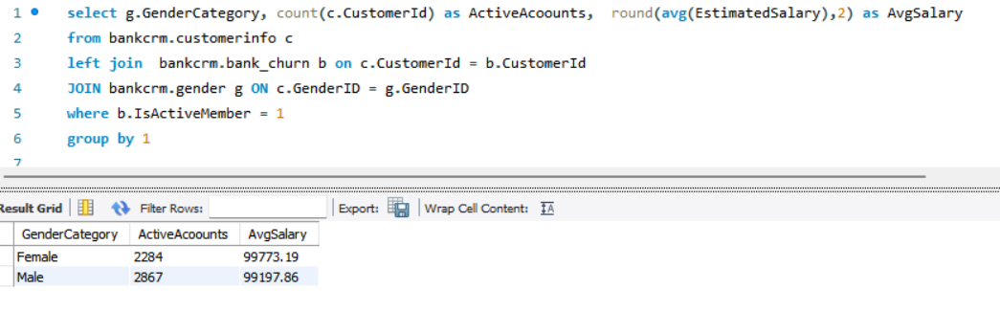 1 select g.GenderCategory, count(c.CustomerId) as ActiveAcoounts,  round(avg(EstimatedSalary),2) as AvgSalary
2 from bankcrm.customerinfo c
3 left join  bankcrm.bank_churn b on c.CustomerId = b.CustomerId
4 JOIN bankcrm.gender g ON c.GenderID = g.GenderID
5 where b.IsActiveMember = 1
6 group by 1
7
Result Grid Filter Rows: Export: Wrap Cell Content:
GenderCategory ActiveAcoounts AvgSalary
Female 2284 99773.19
Male 2867 99197.86